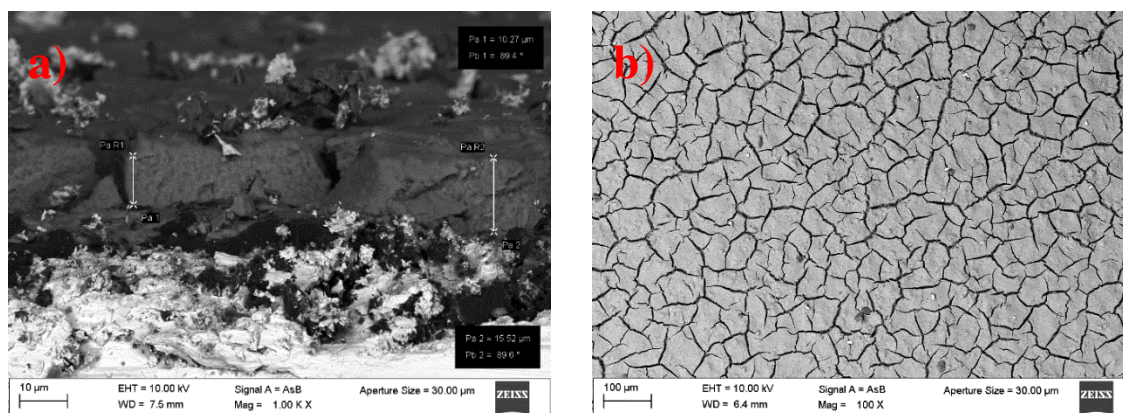 a)
Pa 1 = 10.27 µm
Pb 1 = 89.4 °
Pa R1
Pa R2
Pa 1
Pa 2
Pa 2 = 15.52 µm
Pb 2 = 89.6 °
10 µm
EHT = 10.00 kV
Signal A = AsB
Aperture Size = 30.00 µm
WD = 7.5 mm
Mag = 1.00 K X
ZEISS
b)
100 µm
EHT = 10.00 kV
Signal A = AsB
Aperture Size = 30.00 µm
WD = 6.4 mm
Mag = 100 X
ZEISS